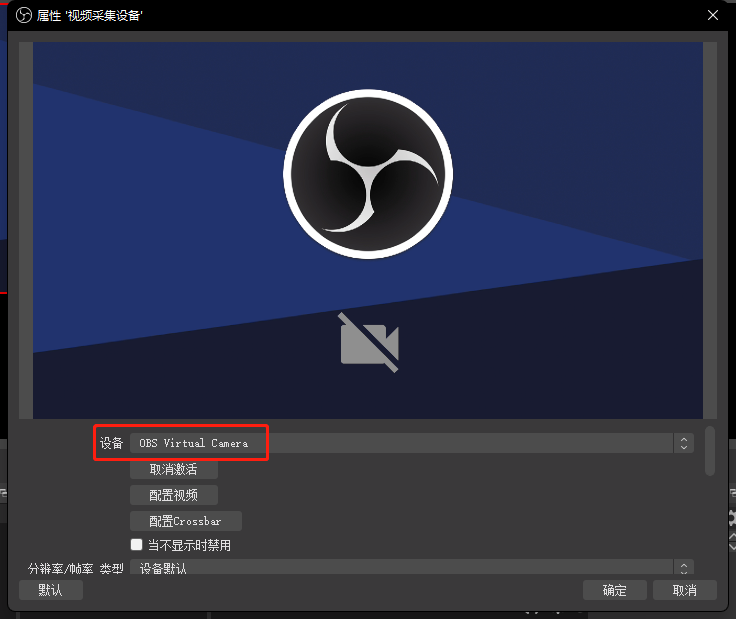 属性 '视频采集设备'
设备 OBS Virtual Camera
取消激活
配置视频
配置Crossbar
当不显示时禁用
分辨率/帧率 类型 设备默认
默认 确定 取消